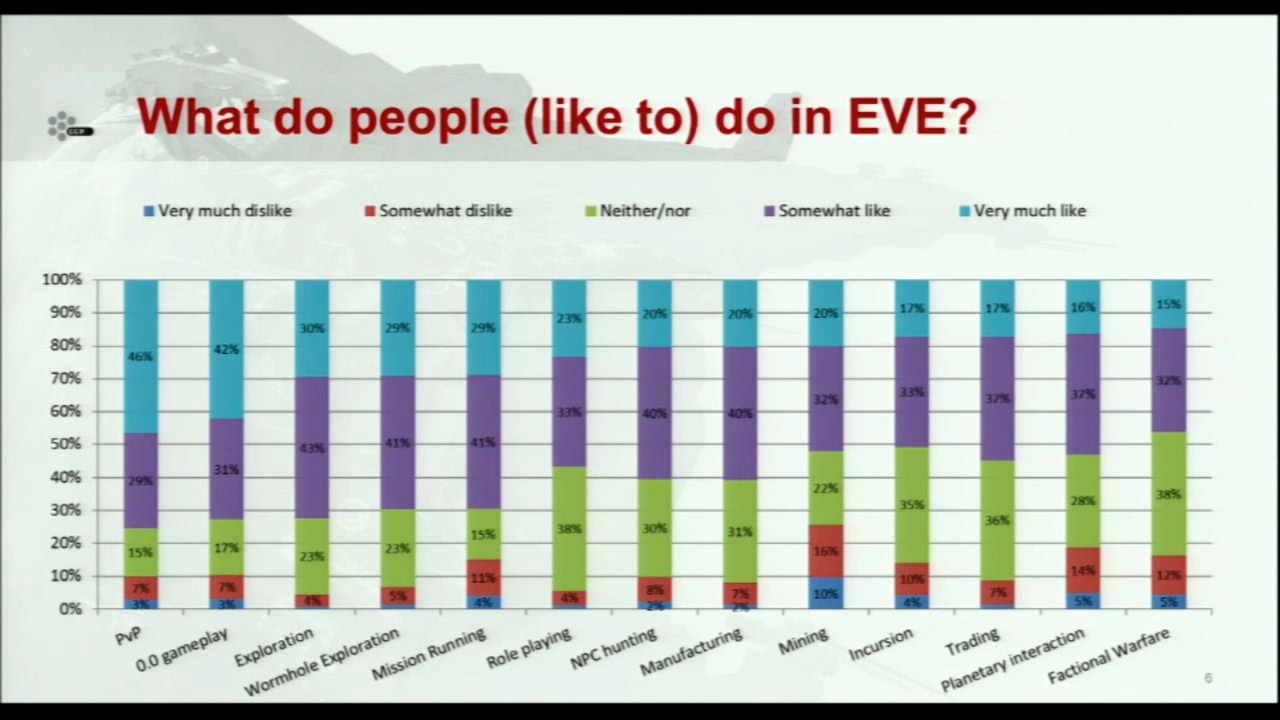 What do people (like to) do in EVE?
CCP
Very much dislike Somewhat dislike Neither/nor Somewhat like Very much like
100%
90%
80%
70%
60%
50%
40%
30%
20%
10%
0%
46% 42% 30% 29% 29% 23% 20% 20% 20% 17% 17% 16% 15%
29% 31% 43% 41% 41% 33% 40% 40% 32% 33% 37% 37% 32%
15% 17% 23% 23% 15% 38% 30% 31% 22% 35% 36% 28% 38%
7% 7% 4% 5% 11% 4% 8% 7% 16% 10% 7% 14% 12%
3% 3% 4% 2% 2% 10% 4% 5% 5%
PvP 0.0 gameplay Exploration Wormhole Exploration Mission Running Role playing NPC hunting Manufacturing Mining Incursion Trading Planetary interaction Factional Warfare
6